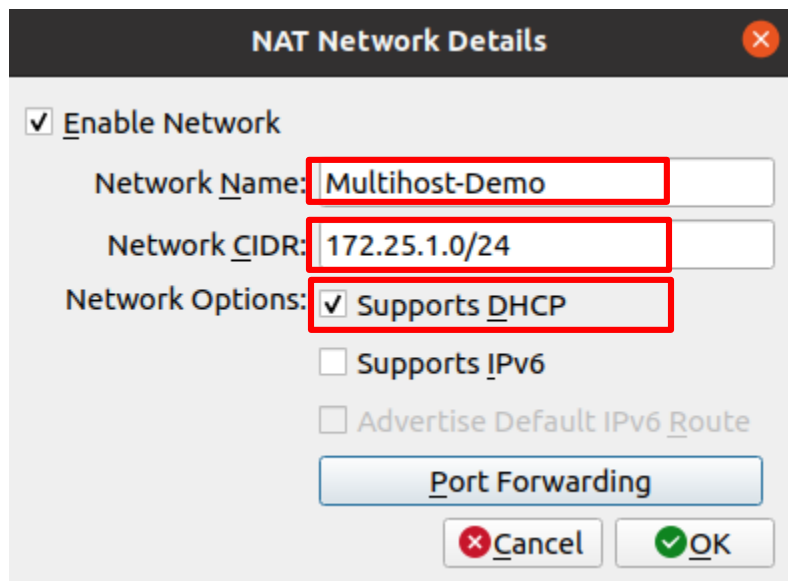 NAT Network Details
Enable Network
Network Name: Multihost-Demo
Network CIDR: 172.25.1.0/24
Network Options: Supports DHCP
Supports IPv6
Advertise Default IPv6 Route
Port Forwarding
Cancel OK